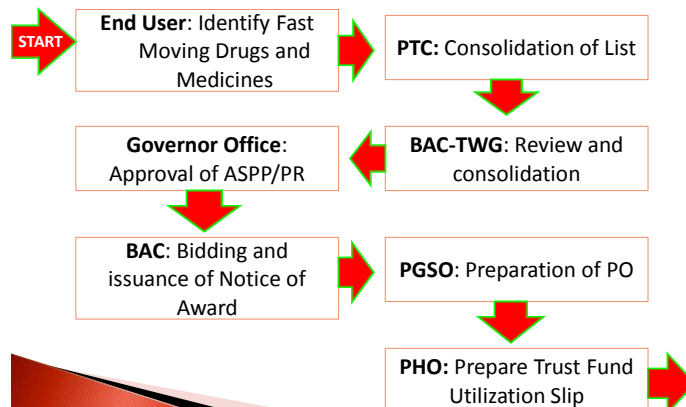 START
End User: Identify Fast
Moving Drugs and
Medicines
PTC: Consolidation of List
BAC-TWG: Review and
consolidation
Governor Office:
Approval of ASPP/PR
BAC: Bidding and
issuance of Notice of
Award
PGSO: Preparation of PO
PHO: Prepare Trust Fund
Utilization Slip